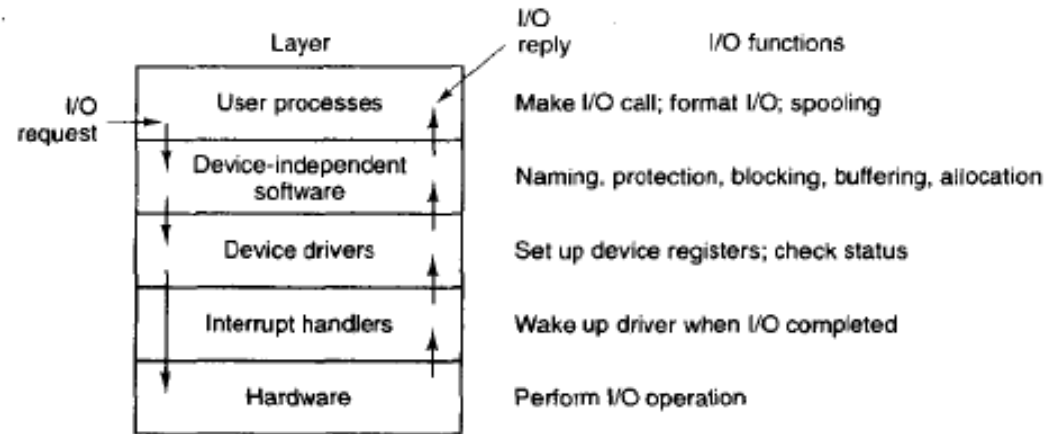 Layer
I/O
reply
I/O functions
I/O
request
User processes
Make I/O call; format I/O; spooling
Device-independent
software
Naming, protection, blocking, buffering, allocation
Device drivers
Set up device registers; check status
Interrupt handlers
Wake up driver when I/O completed
Hardware
Perform I/O operation